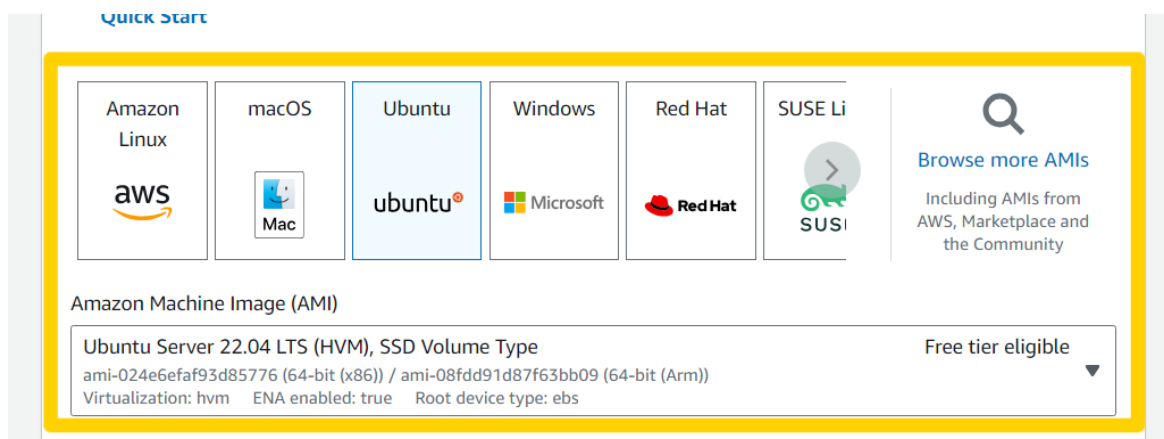 Quick Start
Amazon
Linux
macOS
Ubuntu
Windows
Red Hat
SUSE Li
aws
Mac
ubuntu
Microsoft
Red Hat
SUS
Browse more AMIs
Including AMIs from
AWS, Marketplace and
the Community
Amazon Machine Image (AMI)
Ubuntu Server 22.04 LTS (HVM), SSD Volume Type
Free tier eligible
ami-024e6efaf93d85776 (64-bit (x86)) / ami-08fdd91d87f63bb09 (64-bit (Arm))
Virtualization: hvm ENA enabled: true Root device type: ebs